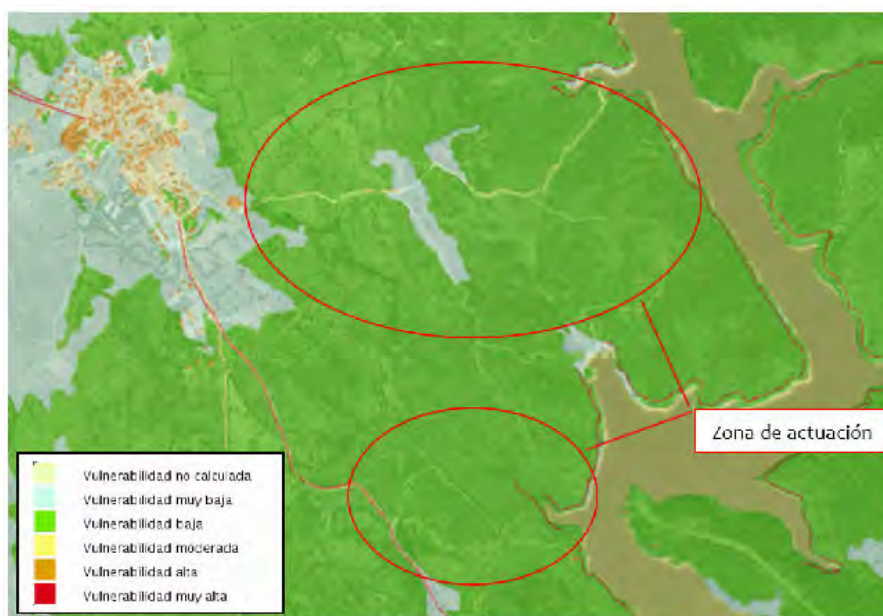 Zona de actuación
Vulnerabilidad no calculada
Vulnerabilidad muy baja
Vulnerabilidad baja
Vulnerabilidad moderada
Vulnerabilidad alta
Vulnerabilidad muy alta